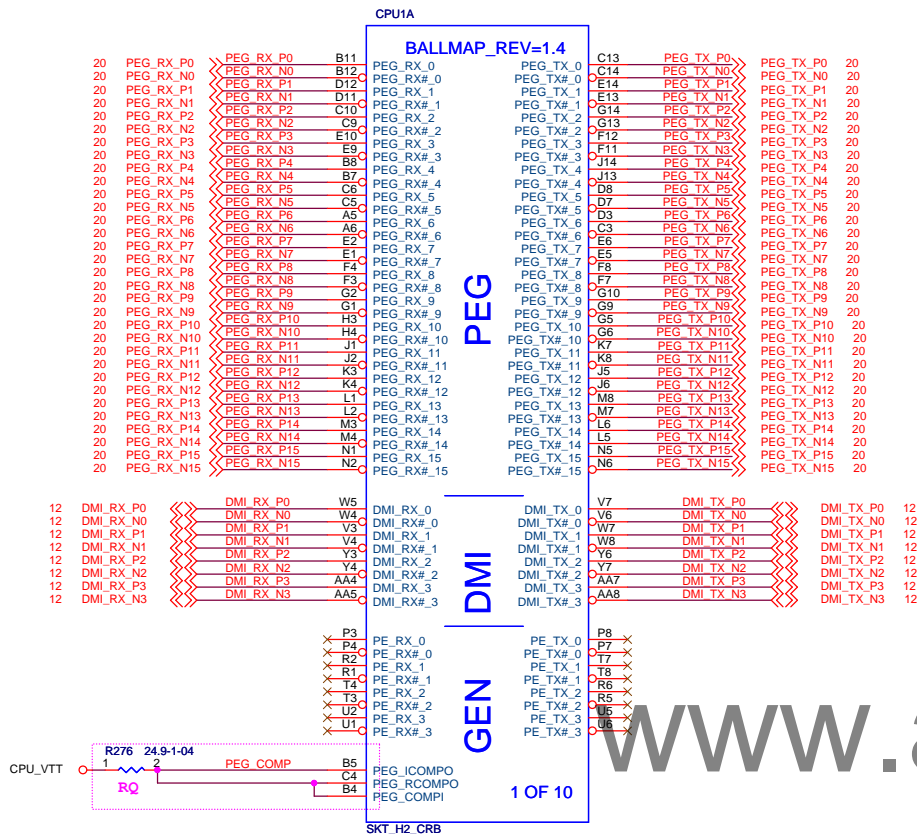 CPU1A
BALLMAP_REV=1.4
20 PEG_RX_P0 PEG_RX_P0 B11 PEG_RX_0 PEG_TX_0 C13 PEG_TX_P0 PEG_TX_P0 20
20 PEG_RX_N0 PEG_RX_N0 B12 PEG_RX#_0 PEG_TX#_0 C14 PEG_TX_N0 PEG_TX_N0 20
20 PEG_RX_P1 PEG_RX_P1 D12 PEG_RX_1 PEG_TX_1 E14 PEG_TX_P1 PEG_TX_P1 20
20 PEG_RX_N1 PEG_RX_N1 D11 PEG_RX#_1 PEG_TX#_1 E13 PEG_TX_N1 PEG_TX_N1 20
20 PEG_RX_P2 PEG_RX_P2 C10 PEG_RX_2 PEG_TX_2 G14 PEG_TX_P2 PEG_TX_P2 20
20 PEG_RX_N2 PEG_RX_N2 C9 PEG_RX#_2 PEG_TX#_2 G13 PEG_TX_N2 PEG_TX_N2 20
20 PEG_RX_P3 PEG_RX_P3 E10 PEG_RX_3 PEG_TX_3 F12 PEG_TX_P3 PEG_TX_P3 20
20 PEG_RX_N3 PEG_RX_N3 E9 PEG_RX#_3 PEG_TX#_3 F11 PEG_TX_N3 PEG_TX_N3 20
20 PEG_RX_P4 PEG_RX_P4 B8 PEG_RX_4 PEG_TX_4 J14 PEG_TX_P4 PEG_TX_P4 20
20 PEG_RX_N4 PEG_RX_N4 B7 PEG_RX#_4 PEG_TX#_4 J13 PEG_TX_N4 PEG_TX_N4 20
20 PEG_RX_P5 PEG_RX_P5 C6 PEG_RX_5 PEG_TX_5 D8 PEG_TX_P5 PEG_TX_P5 20
20 PEG_RX_N5 PEG_RX_N5 C5 PEG_RX#_5 PEG_TX#_5 D7 PEG_TX_N5 PEG_TX_N5 20
20 PEG_RX_P6 PEG_RX_P6 A5 PEG_RX_6 PEG_TX_6 D3 PEG_TX_P6 PEG_TX_P6 20
20 PEG_RX_N6 PEG_RX_N6 A6 PEG_RX#_6 PEG_TX#_6 C3 PEG_TX_N6 PEG_TX_N6 20
20 PEG_RX_P7 PEG_RX_P7 E2 PEG_RX_7 PEG_TX_7 E6 PEG_TX_P7 PEG_TX_P7 20
20 PEG_RX_N7 PEG_RX_N7 E1 PEG_RX#_7 PEG_TX#_7 E5 PEG_TX_N7 PEG_TX_N7 20
20 PEG_RX_P8 PEG_RX_P8 F4 PEG_RX_8 PEG_TX_8 F8 PEG_TX_P8 PEG_TX_P8 20
20 PEG_RX_N8 PEG_RX_N8 F3 PEG_RX#_8 PEG_TX#_8 F7 PEG_TX_N8 PEG_TX_N8 20
20 PEG_RX_P9 PEG_RX_P9 G2 PEG_RX_9 PEG_TX_9 G10 PEG_TX_P9 PEG_TX_P9 20
20 PEG_RX_N9 PEG_RX_N9 G1 PEG_RX#_9 PEG_TX#_9 G9 PEG_TX_N9 PEG_TX_N9 20
20 PEG_RX_P10 PEG_RX_P10 H3 PEG_RX_10 PEG_TX_10 G5 PEG_TX_P10 PEG_TX_P10 20
20 PEG_RX_N10 PEG_RX_N10 H4 PEG_RX#_10 PEG_TX#_10 G6 PEG_TX_N10 PEG_TX_N10 20
20 PEG_RX_P11 PEG_RX_P11 J1 PEG_RX_11 PEG_TX_11 K7 PEG_TX_P11 PEG_TX_P11 20
20 PEG_RX_N11 PEG_RX_N11 J2 PEG_RX#_11 PEG_TX#_11 K8 PEG_TX_N11 PEG_TX_N11 20
20 PEG_RX_P12 PEG_RX_P12 K3 PEG_RX_12 PEG_TX_12 J5 PEG_TX_P12 PEG_TX_P12 20
20 PEG_RX_N12 PEG_RX_N12 K4 PEG_RX#_12 PEG_TX#_12 J6 PEG_TX_N12 PEG_TX_N12 20
20 PEG_RX_P13 PEG_RX_P13 L1 PEG_RX_13 PEG_TX_13 M8 PEG_TX_P13 PEG_TX_P13 20
20 PEG_RX_N13 PEG_RX_N13 L2 PEG_RX#_13 PEG_TX#_13 M7 PEG_TX_N13 PEG_TX_N13 20
20 PEG_RX_P14 PEG_RX_P14 M3 PEG_RX_14 PEG_TX_14 L6 PEG_TX_P14 PEG_TX_P14 20
20 PEG_RX_N14 PEG_RX_N14 M4 PEG_RX#_14 PEG_TX#_14 L5 PEG_TX_N14 PEG_TX_N14 20
20 PEG_RX_P15 PEG_RX_P15 N1 PEG_RX_15 PEG_TX_15 N5 PEG_TX_P15 PEG_TX_P15 20
20 PEG_RX_N15 PEG_RX_N15 N2 PEG_RX#_15 PEG_TX#_15 N6 PEG_TX_N15 PEG_TX_N15 20
PEG
12 DMI_RX_P0 DMI_RX_P0 W5 DMI_RX_0 DMI_TX_0 V7 DMI_TX_P0 DMI_TX_P0 12
12 DMI_RX_N0 DMI_RX_N0 W4 DMI_RX#_0 DMI_TX#_0 V6 DMI_TX_N0 DMI_TX_N0 12
12 DMI_RX_P1 DMI_RX_P1 V3 DMI_RX_1 DMI_TX_1 W7 DMI_TX_P1 DMI_TX_P1 12
12 DMI_RX_N1 DMI_RX_N1 V4 DMI_RX#_1 DMI_TX#_1 W8 DMI_TX_N1 DMI_TX_N1 12
12 DMI_RX_P2 DMI_RX_P2 Y3 DMI_RX_2 DMI_TX_2 Y6 DMI_TX_P2 DMI_TX_P2 12
12 DMI_RX_N2 DMI_RX_N2 Y4 DMI_RX#_2 DMI_TX#_2 Y7 DMI_TX_N2 DMI_TX_N2 12
12 DMI_RX_P3 DMI_RX_P3 AA4 DMI_RX_3 DMI_TX_3 AA7 DMI_TX_P3 DMI_TX_P3 12
12 DMI_RX_N3 DMI_RX_N3 AA5 DMI_RX#_3 DMI_TX#_3 AA8 DMI_TX_N3 DMI_TX_N3 12
DMI
P3 PE_RX_0 PE_TX_0 P8
P4 PE_RX#_0 PE_TX#_0 P7
R2 PE_RX_1 PE_TX_1 T7
R1 PE_RX#_1 PE_TX#_1 T8
T4 PE_RX_2 PE_TX_2 R6
T3 PE_RX#_2 PE_TX#_2 R5
U2 PE_RX_3 PE_TX_3 U5
U1 PE_RX#_3 PE_TX#_3 U6
GEN
www.a
R276 24.9-1-04
CPU_VTT 1 2 PEG_COMP B5 PEG_ICOMPO
C4 PEG_RCOMPO
RQ B4 PEG_COMPI
1 OF 10
SKT_H2_CRB